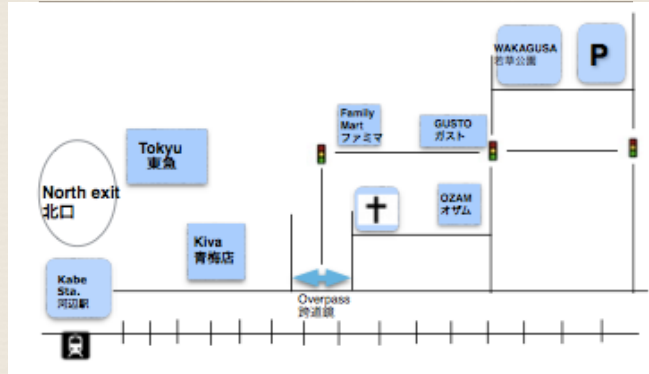 WAKAGUSA
若草公園
P
Family
Mart
ファミマ
GUSTO
ガスト
Tokyu
東急
North exit
北口
OZAM
オザム
Kiva
青梅店
Kabe
Sta.
河辺駅
Overpass
跨道鏡